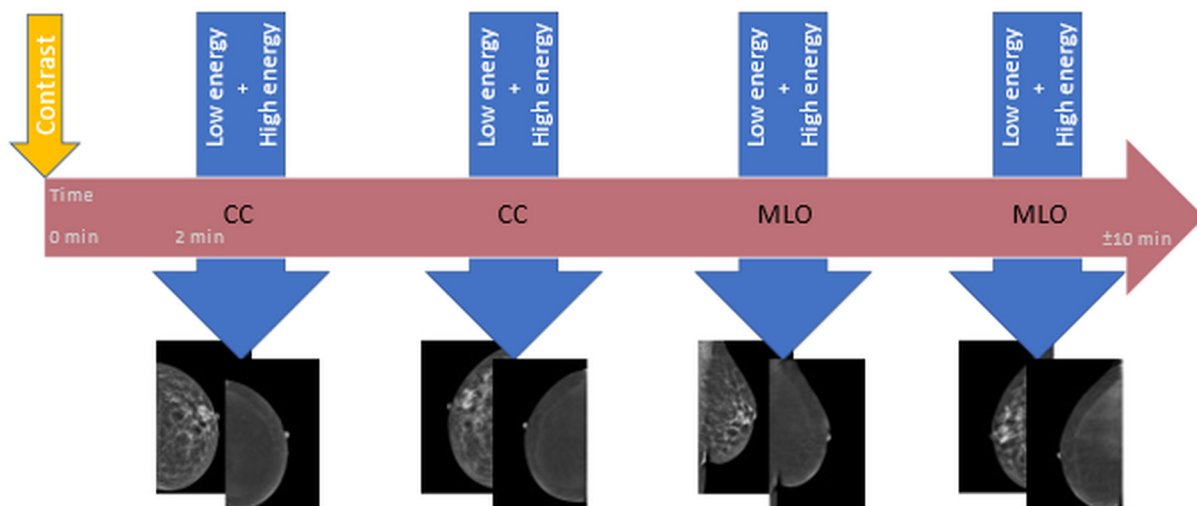 Contrast
Low energy
+
High energy
Low energy
+
High energy
Low energy
+
High energy
Low energy
+
High energy
Time
CC
CC
MLO
MLO
0 min
2 min
±10 min